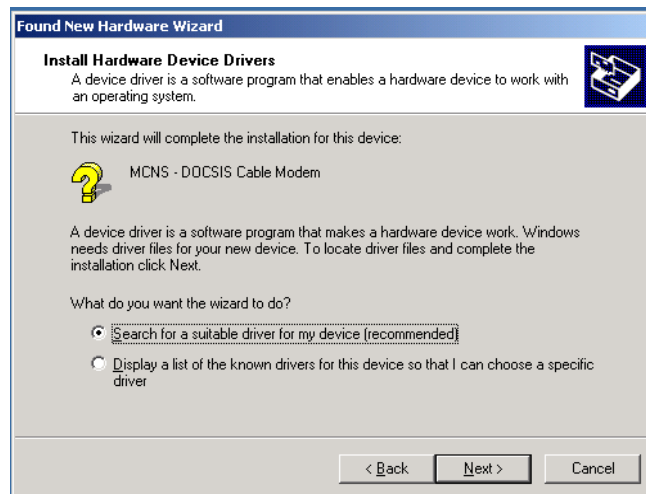 Found New Hardware Wizard
Install Hardware Device Drivers
A device driver is a software program that enables a hardware device to work with
an operating system.
This wizard will complete the installation for this device:
MCNS - DOCSIS Cable Modem
A device driver is a software program that makes a hardware device work. Windows
needs driver files for your new device. To locate driver files and complete the
installation click Next.
What do you want the wizard to do?
Search for a suitable driver for my device (recommended)
Display a list of the known drivers for this device so that I can choose a specific
driver
< Back Next > Cancel